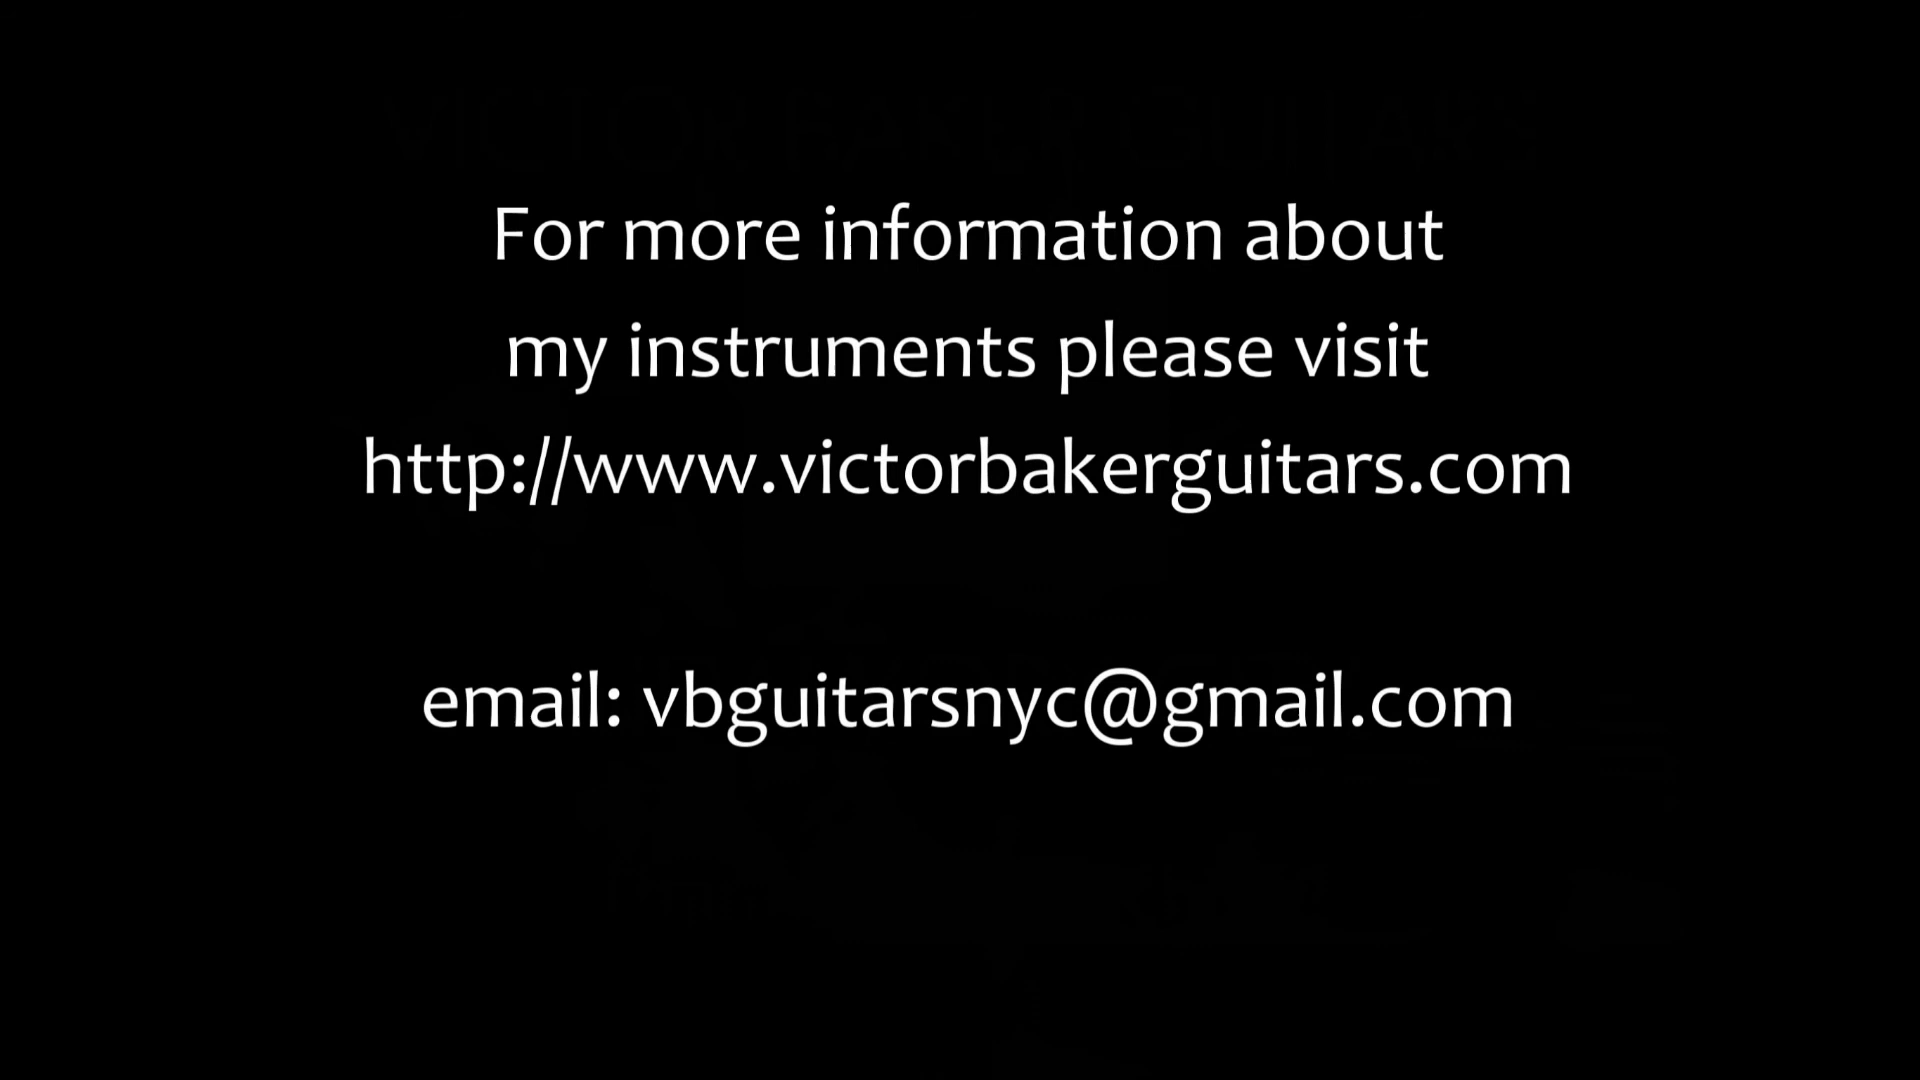 For more information about
my instruments please visit
http://www.victorbakerguitars.com
email: vbguitarsnyc@gmail.com